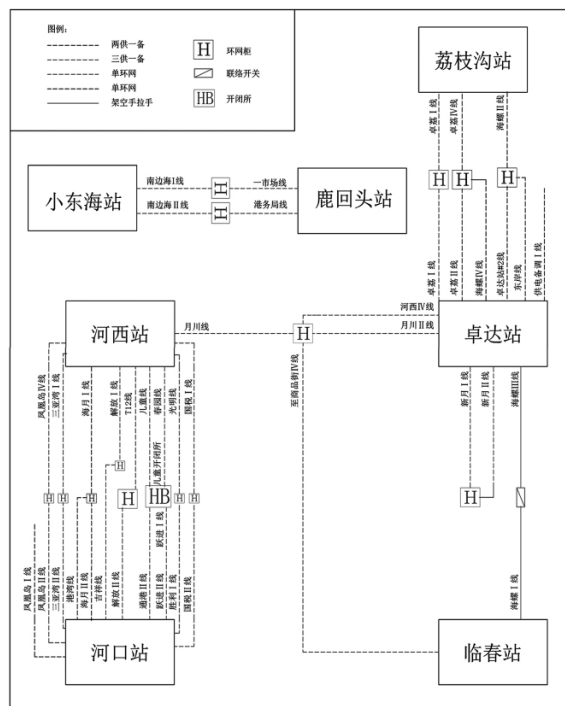 图例：
两供一备
三供一备
单环网
单环网
架空手拉手
H
环网柜
联络开关
HB
开闭所
荔枝沟站
卓荔Ⅰ线
卓荔Ⅳ线
海螺Ⅱ线
H
H
H
小东海站
南边海Ⅰ线
H
一市场线
南边海Ⅱ线
H
港务局线
鹿回头站
卓荔Ⅰ线
卓荔Ⅱ线
海螺Ⅳ线
卓达站#2线
东岸线
供电备调Ⅰ线
河西站
月川线
H
河西Ⅳ线
月川Ⅱ线
卓达站
至商品街Ⅳ线
凤凰岛Ⅳ线
三亚湾Ⅰ线
海月Ⅰ线
解放Ⅰ线
712线
儿童线
春园线
光明线
国税Ⅰ线
新月Ⅰ线
新月Ⅱ线
海螺Ⅲ线
儿童开闭所
H
H
H
H
H
HB
H
H
H
跃进Ⅰ线
凤凰岛Ⅰ线
凤凰岛Ⅱ线
三亚湾Ⅱ线
港湾线
海月Ⅱ线
吉祥线
解放Ⅱ线
通港Ⅱ线
跃进Ⅱ线
胜利Ⅰ线
国税Ⅱ线
海螺Ⅰ线
河口站
临春站